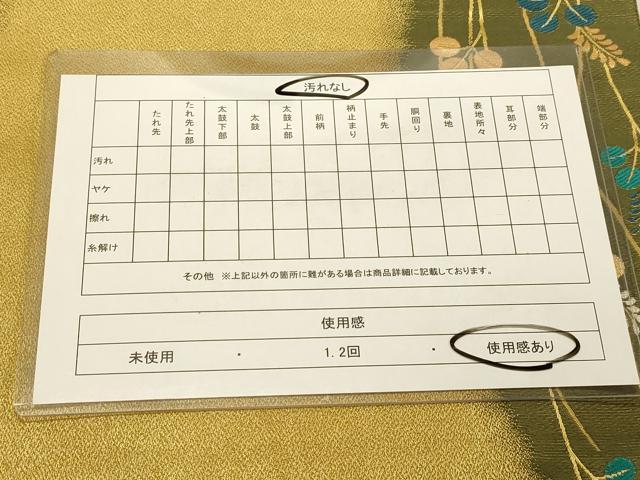 汚れなし
たれ先 たれ先上部 太鼓下部 太鼓 太鼓上部 前柄 柄止まり 手先 胴回り 裏地 表地所々 耳部分 端部分
汚れ
ヤケ
擦れ
糸解け
その他 ※上記以外の箇所に難がある場合は商品詳細に記載しております。
使用感
未使用 ・ 1.2回 ・ 使用感あり